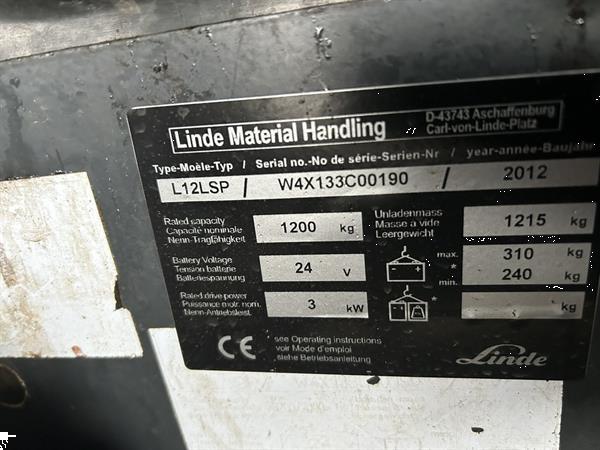 Linde Material Handling
D-43743 Aschaffenburg
Carl-von-Linde-Platz
Type-Moèle-Typ / Serial no.-No de série-Serien-Nr / year-année-Baujahr
L12LSP / W4X133C00190 / 2012
Rated capacity
Capacité nominale
Nenn-Tragfähigkeit
1200 kg
Unladenmass
Masse a vide
Leergewicht
1215 kg
Battery Voltage
Tension batterie
Batteriespannung
24 V
max. 310 kg
*
min. 240 kg
Rated drive power
Puissance motr. nom.
Nenn-Antriebsleist.
3 kW
*
kg
CE
see Operating instructions
voir Mode d'emploi
siehe Betriebsanleitung
Linde